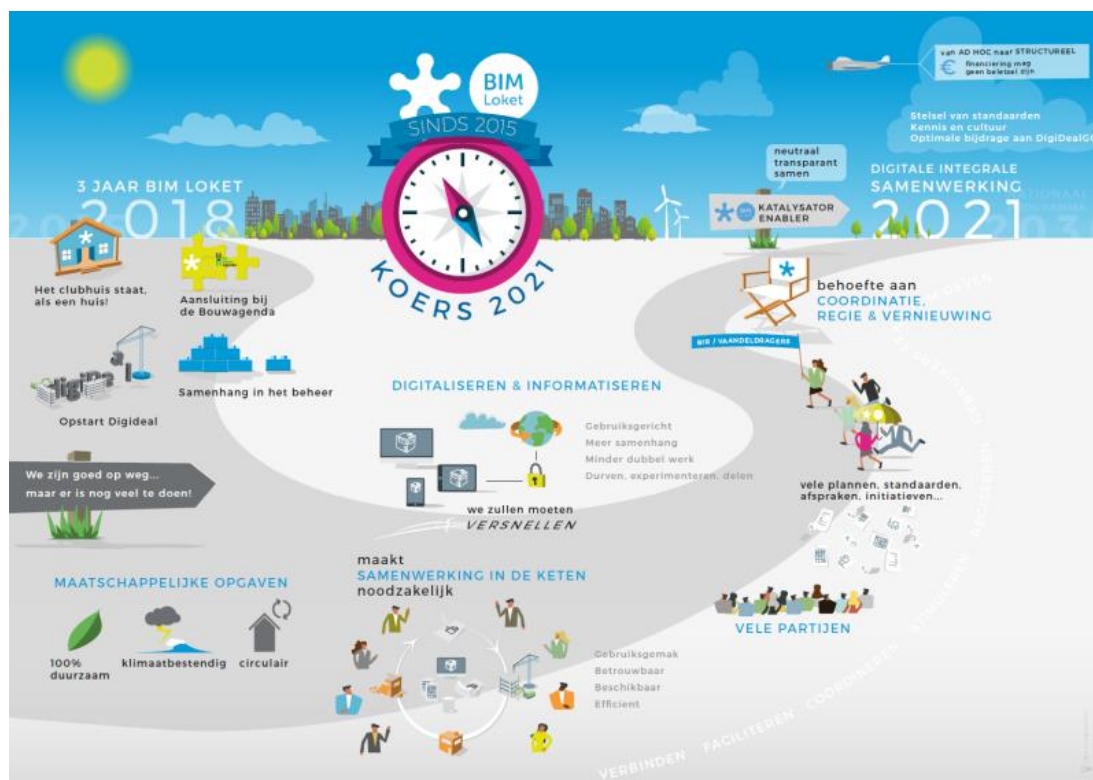 BIM
Loket
SINDS 2015
KOERS 2021
van AD HOC naar STRUCTUREEL
€ financiering mag
geen beletsel zijn
Stelsel van standaarden
Kennis en cultuur
Optimale bijdrage aan DigiDealG
3 JAAR BIM LOKET
2018
neutraal
transparant
samen
KATALYSATOR
ENABLER
DIGITALE INTEGRALE
SAMENWERKING
2021
Het clubhuis staat,
als een huis!
Aansluiting bij
de Bouwagenda
digideal
Opstart Digideal
Samenhang in het beheer
We zijn goed op weg...
maar er is nog veel te doen!
behoefte aan
COORDINATIE,
REGIE & VERNIEUWING
BIR / VAANDELDRAGERS
DIGITALISEREN & INFORMATISEREN
Gebruiksgericht
Meer samenhang
Minder dubbel werk
Durven, experimenteren, delen
we zullen moeten
VERSNELLEN
vele plannen, standaarden,
afspraken, initiatieven...
MAATSCHAPPELIJKE OPGAVEN
100%
duurzaam
klimaatbestendig
circulair
maakt
SAMENWERKING IN DE KETEN
noodzakelijk
Gebruiksgemak
Betrouwbaar
Beschikbaar
Efficient
VELE PARTIJEN
VERBINDEN FACILITEREN COORDINEREN STIMULEREN